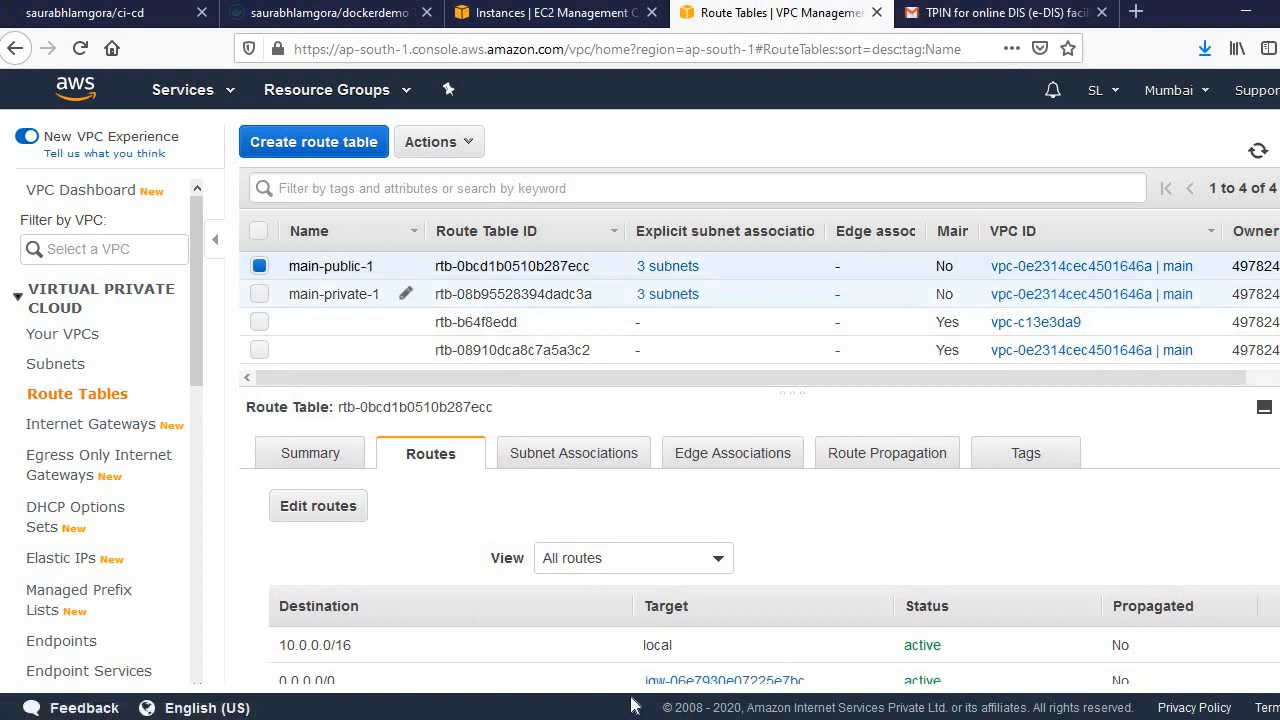 saurabhlamgora/ci-cd
saurabhlamgora/dockerdemo
Instances | EC2 Management C
Route Tables | VPC Managemen
TPIN for online DIS (e-DIS) facil
https://ap-south-1.console.aws.amazon.com/vpc/home?region=ap-south-1#RouteTables:sort=desc:tag:Name
aws
Services
Resource Groups
SL
Mumbai
Suppor
New VPC Experience
Tell us what you think
VPC Dashboard New
Filter by VPC:
Select a VPC
VIRTUAL PRIVATE
CLOUD
Your VPCs
Subnets
Route Tables
Internet Gateways New
Egress Only Internet
Gateways New
DHCP Options
Sets New
Elastic IPs New
Managed Prefix
Lists New
Endpoints
Endpoint Services
Create route table
Actions
Filter by tags and attributes or search by keyword
1 to 4 of 4
Name Route Table ID Explicit subnet associatio Edge assoc Main VPC ID Owner
main-public-1 rtb-0bcd1b0510b287ecc 3 subnets - No vpc-0e2314cec4501646a | main 497824
main-private-1 rtb-08b95528394dadc3a 3 subnets - No vpc-0e2314cec4501646a | main 497824
rtb-b64f8edd - - Yes vpc-c13e3da9 497824
rtb-08910dca8c7a5a3c2 - - Yes vpc-0e2314cec4501646a | main 497824
Route Table: rtb-0bcd1b0510b287ecc
Summary
Routes
Subnet Associations
Edge Associations
Route Propagation
Tags
Edit routes
View All routes
Destination Target Status Propagated
10.0.0.0/16 local active No
0.0.0.0/0 igw-06e7930e07225e7bc active No
Feedback
English (US)
© 2008 - 2020, Amazon Internet Services Private Ltd. or its affiliates. All rights reserved.
Privacy Policy
Term